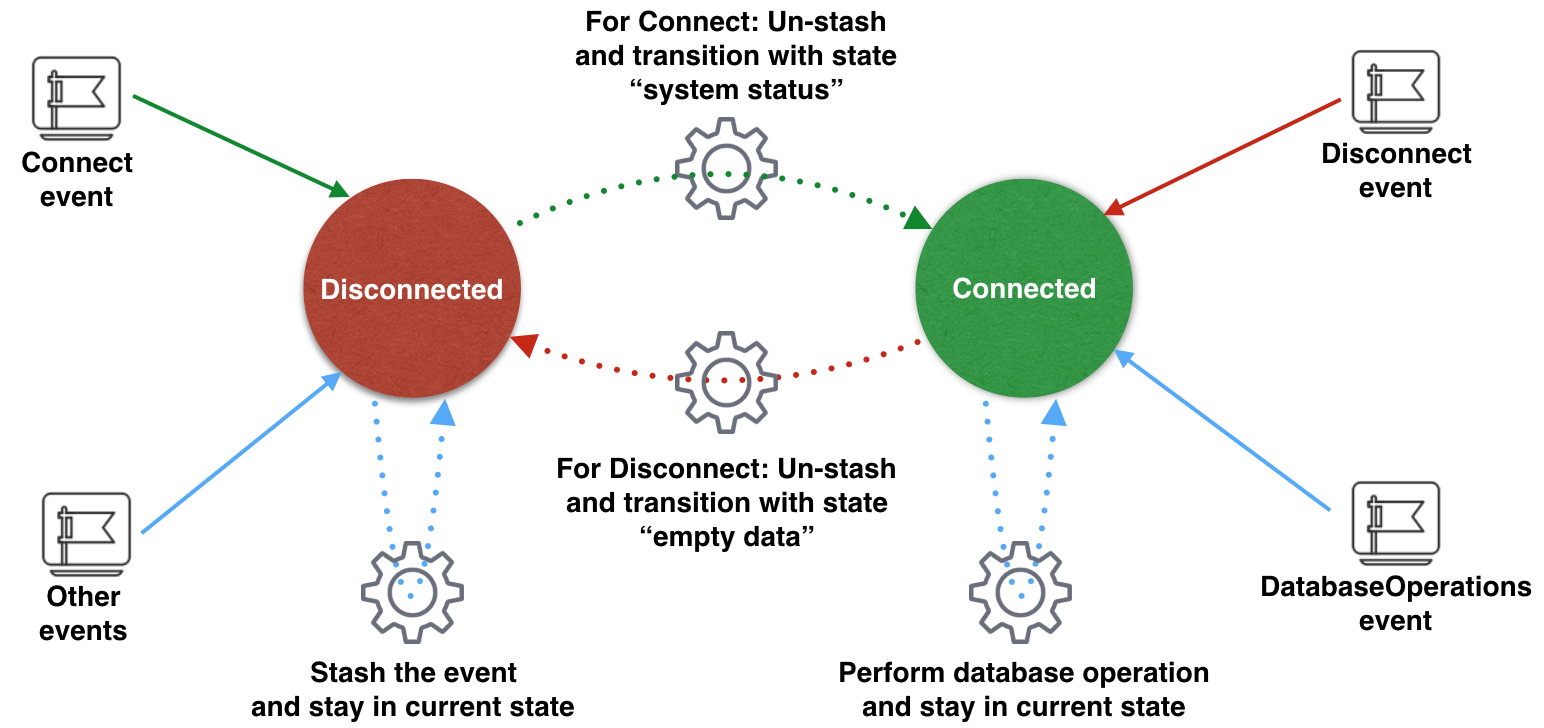 For Connect: Un-stash
and transition with state
“system status”
Connect
event
Disconnect
event
Disconnected
Connected
For Disconnect: Un-stash
and transition with state
“empty data”
Other
events
DatabaseOperations
event
Stash the event
and stay in current state
Perform database operation
and stay in current state